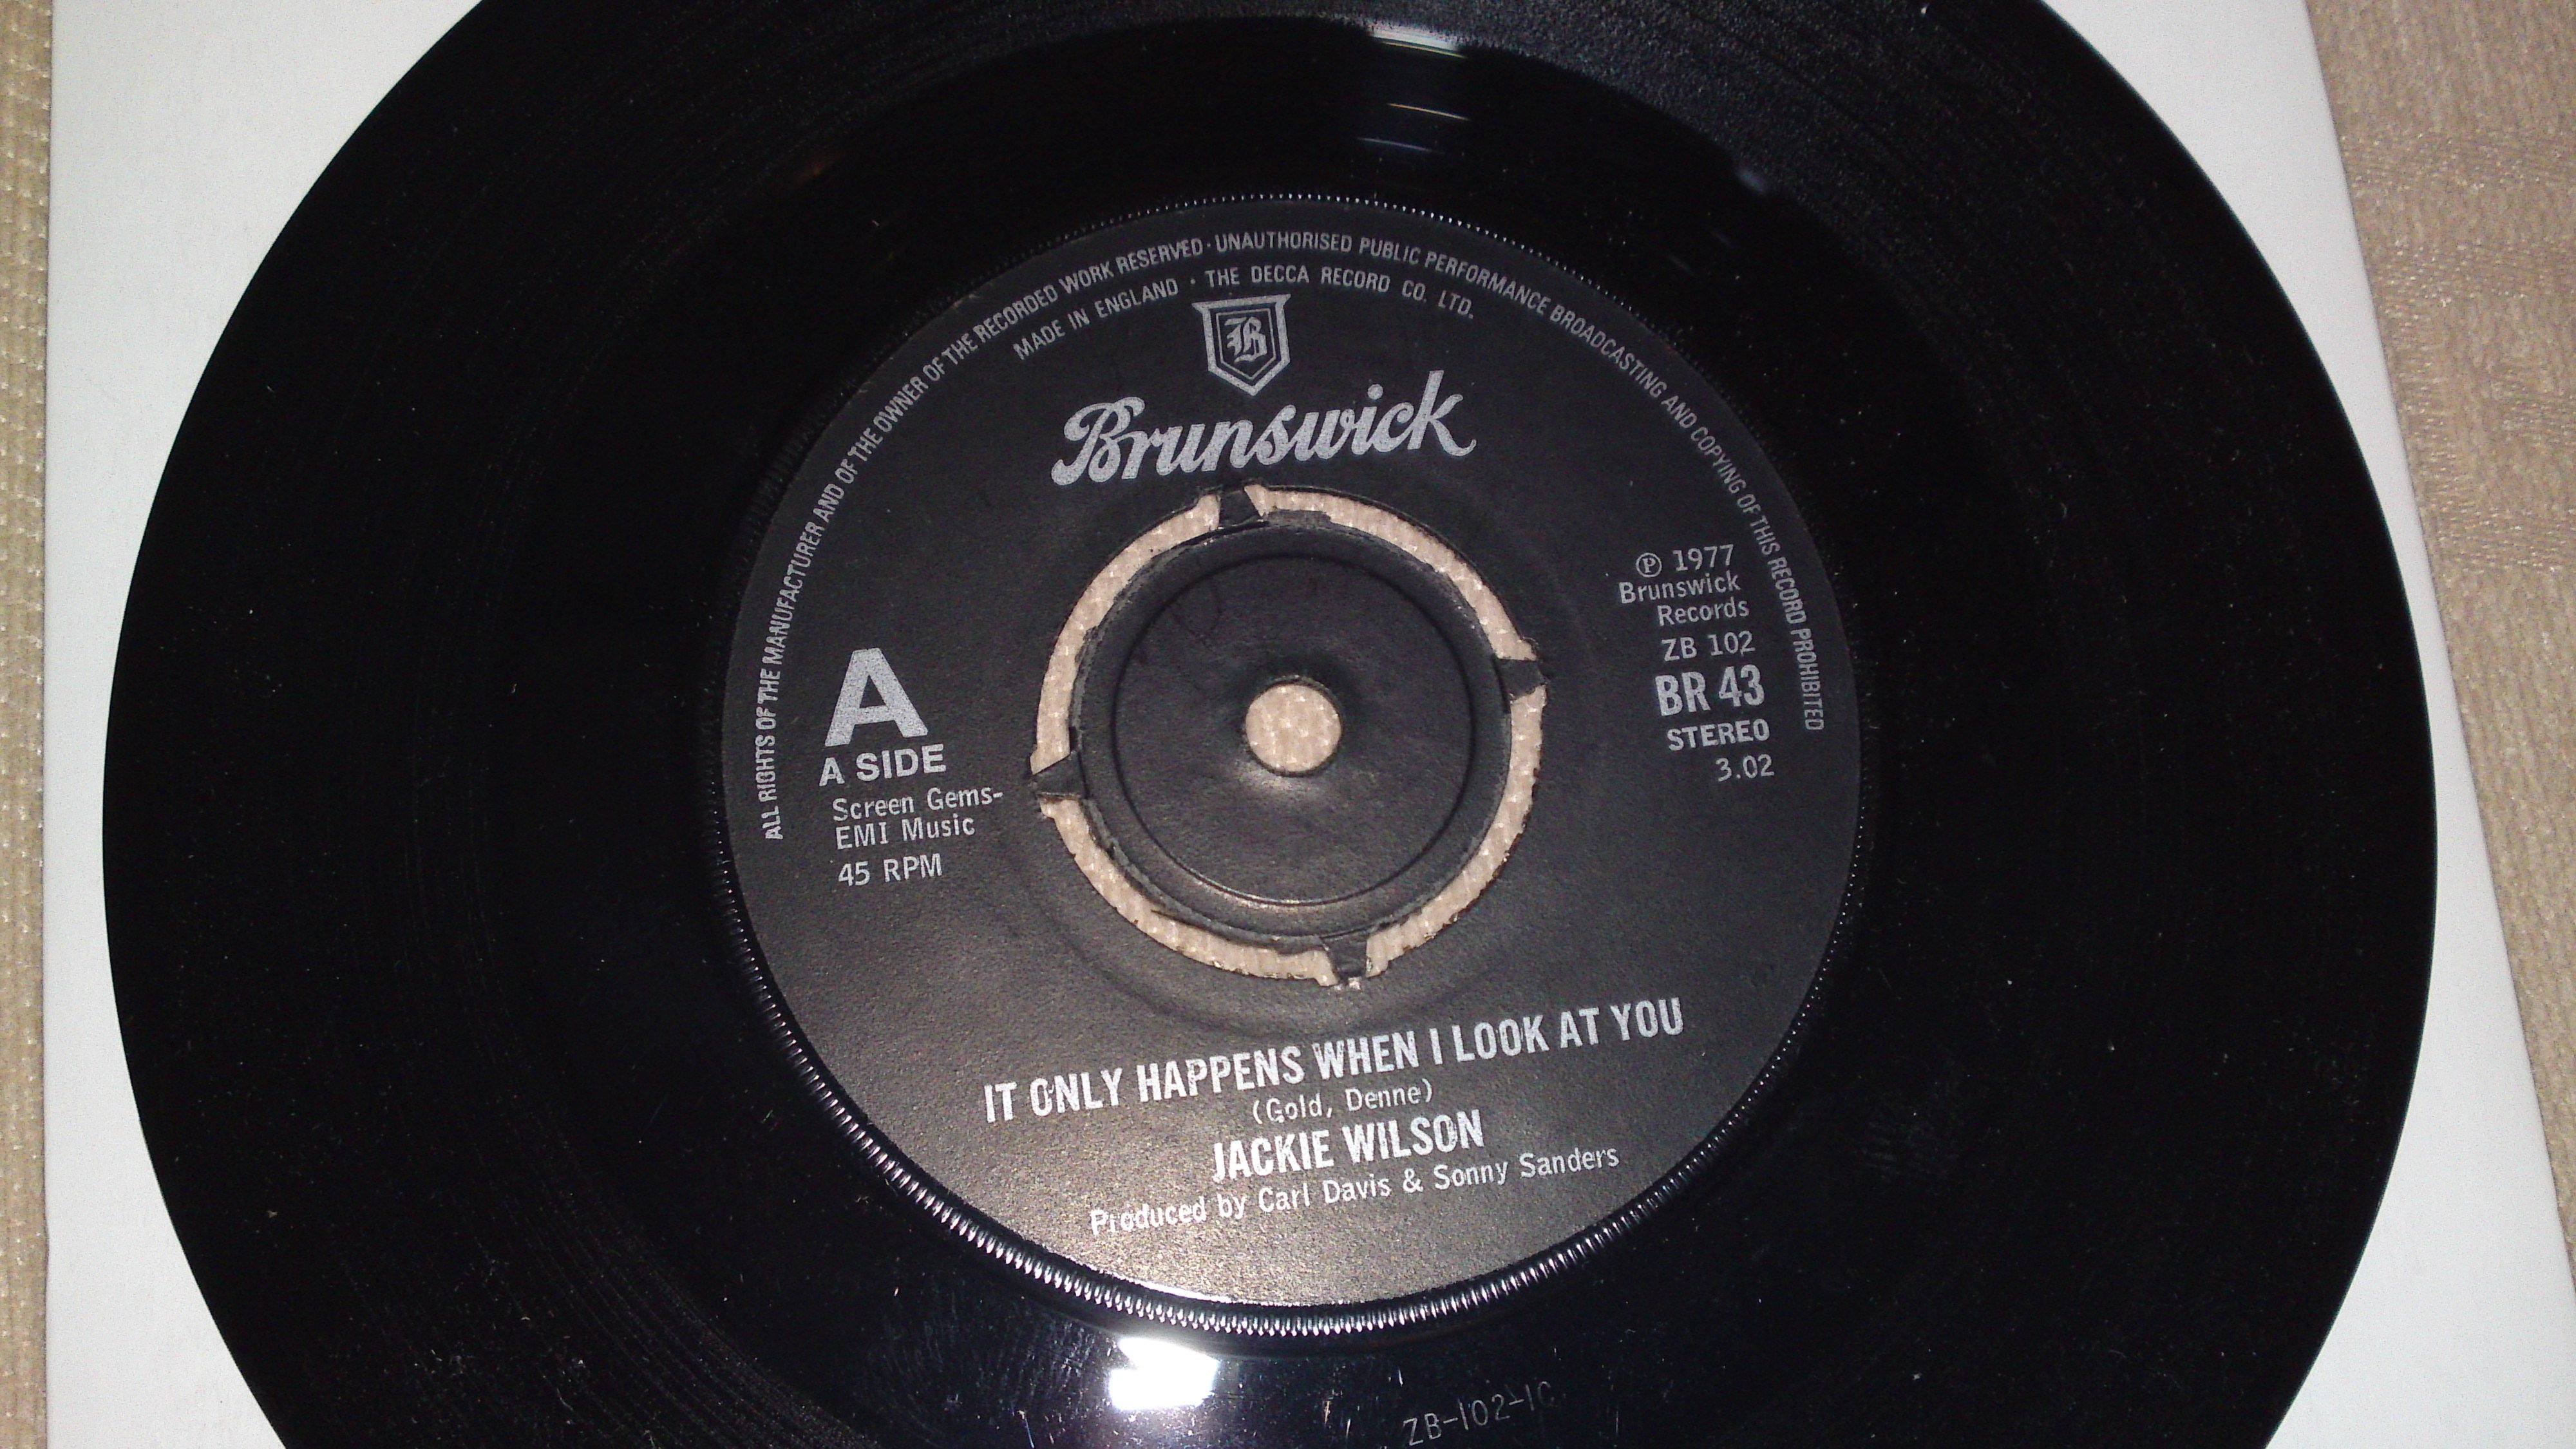 ALL RIGHTS OF THE MANUFACTURER AND OF THE OWNER OF THE RECORDED WORK RESERVED · UNAUTHORISED PUBLIC PERFORMANCE BROADCASTING AND COPYING OF THIS RECORD PROHIBITED
MADE IN ENGLAND · THE DECCA RECORD CO. LTD.
B
Brunswick
℗ 1977
Brunswick
Records
ZB 102
BR 43
STEREO
3.02
A
A SIDE
Screen Gems-
EMI Music
45 RPM
IT ONLY HAPPENS WHEN I LOOK AT YOU
(Gold, Denne)
JACKIE WILSON
Produced by Carl Davis & Sonny Sanders
ZB-102-1C